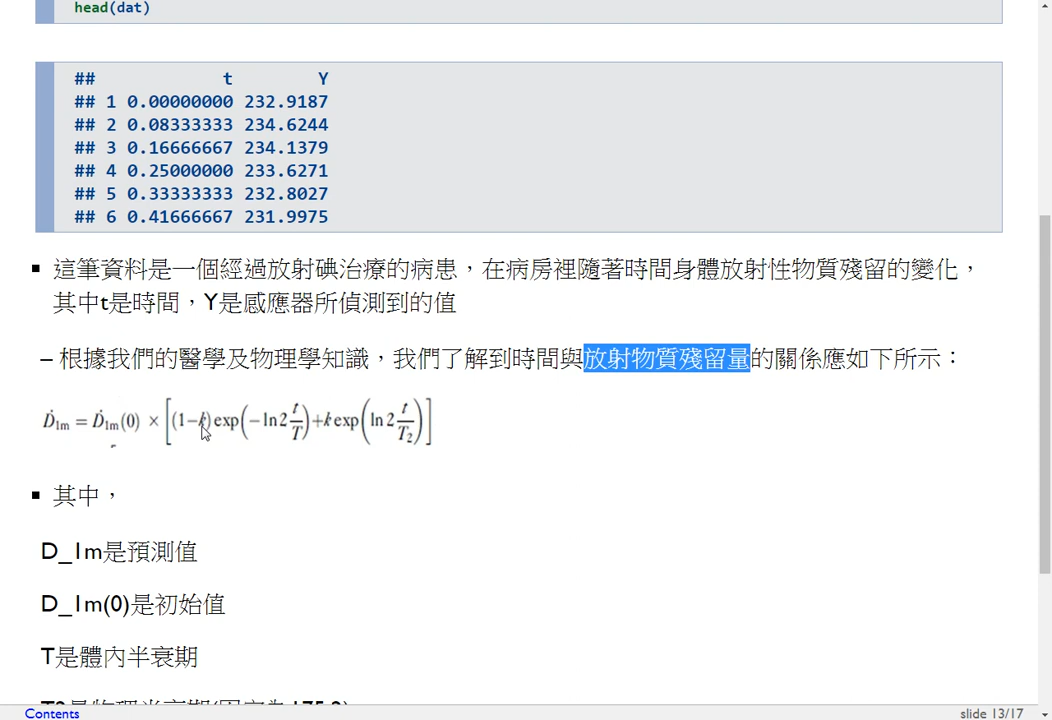 head(dat)
## t Y
## 1 0.00000000 232.9187
## 2 0.08333333 234.6244
## 3 0.16666667 234.1379
## 4 0.25000000 233.6271
## 5 0.33333333 232.8027
## 6 0.41666667 231.9975
▪ 這筆資料是一個經過放射碘治療的病患，在病房裡隨著時間身體放射性物質殘留的變化，
其中t是時間，Y是感應器所偵測到的值
– 根據我們的醫學及物理學知識，我們了解到時間與放射物質殘留量的關係應如下所示：
Ḋ₁ₘ = Ḋ₁ₘ(0) × [(1−k)exp(−ln2 t/T)+k exp(ln2 t/T₂)]
▪ 其中，
D_1m是預測值
D_1m(0)是初始值
T是體內半衰期
Contents
slide 13/17